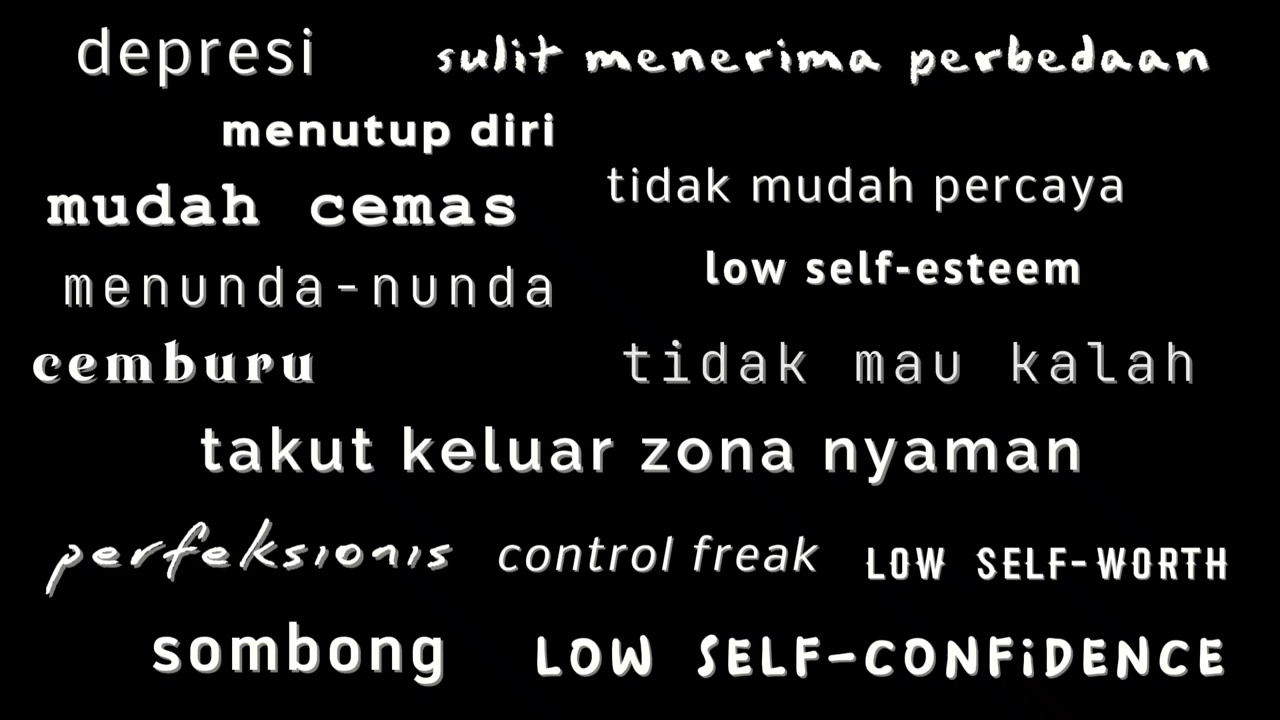 depresi
sulit menerima perbedaan
menutup diri
mudah cemas
tidak mudah percaya
menunda-nunda
low self-esteem
cemburu
tidak mau kalah
takut keluar zona nyaman
perfeksionis
control freak
LOW SELF-WORTH
sombong
LOW SELF-CONFiDENCE